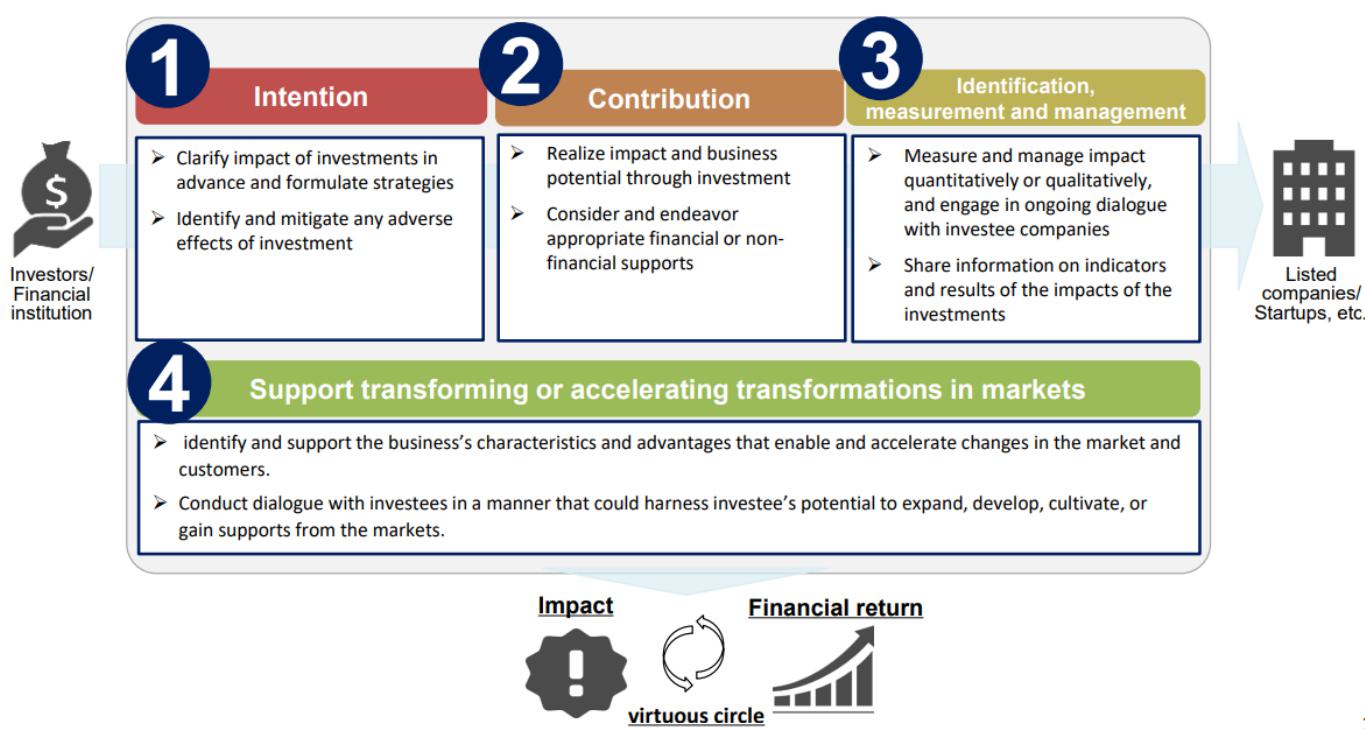 1
Intention
➢ Clarify impact of investments in
advance and formulate strategies
➢ Identify and mitigate any adverse
effects of investment
2
Contribution
➢ Realize impact and business
potential through investment
➢ Consider and endeavor
appropriate financial or non-
financial supports
3
Identification,
measurement and management
➢ Measure and manage impact
quantitatively or qualitatively,
and engage in ongoing dialogue
with investee companies
➢ Share information on indicators
and results of the impacts of the
investments
$
Investors/
Financial
institution
Listed
companies/
Startups, etc.
4
Support transforming or accelerating transformations in markets
➢ identify and support the business’s characteristics and advantages that enable and accelerate changes in the market and
customers.
➢ Conduct dialogue with investees in a manner that could harness investee’s potential to expand, develop, cultivate, or
gain supports from the markets.
Impact
Financial return
!
virtuous circle